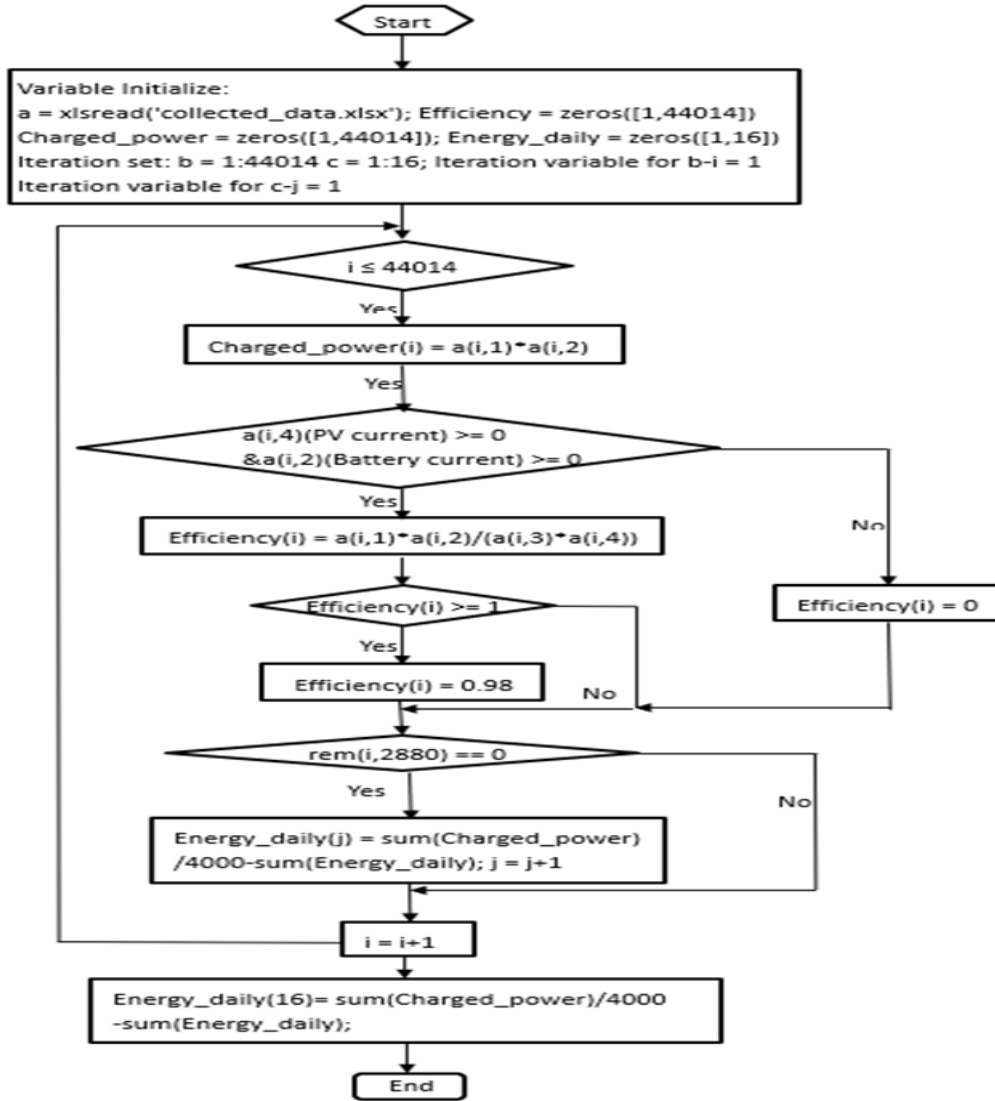 Start
Variable Initialize:
a = xlsread('collected_data.xlsx'); Efficiency = zeros([1,44014])
Charged_power = zeros([1,44014]); Energy_daily = zeros([1,16])
Iteration set: b = 1:44014 c = 1:16; Iteration variable for b-i = 1
Iteration variable for c-j = 1
i ≤ 44014
Yes
Charged_power(i) = a(i,1)*a(i,2)
Yes
a(i,4)(PV current) >= 0
&a(i,2)(Battery current) >= 0
Yes
No
Efficiency(i) = a(i,1)*a(i,2)/(a(i,3)*a(i,4))
Efficiency(i) >= 1
Efficiency(i) = 0
Yes
Efficiency(i) = 0.98
No
rem(i,2880) == 0
Yes
No
Energy_daily(j) = sum(Charged_power)
/4000-sum(Energy_daily); j = j+1
i = i+1
Energy_daily(16)= sum(Charged_power)/4000
-sum(Energy_daily);
End